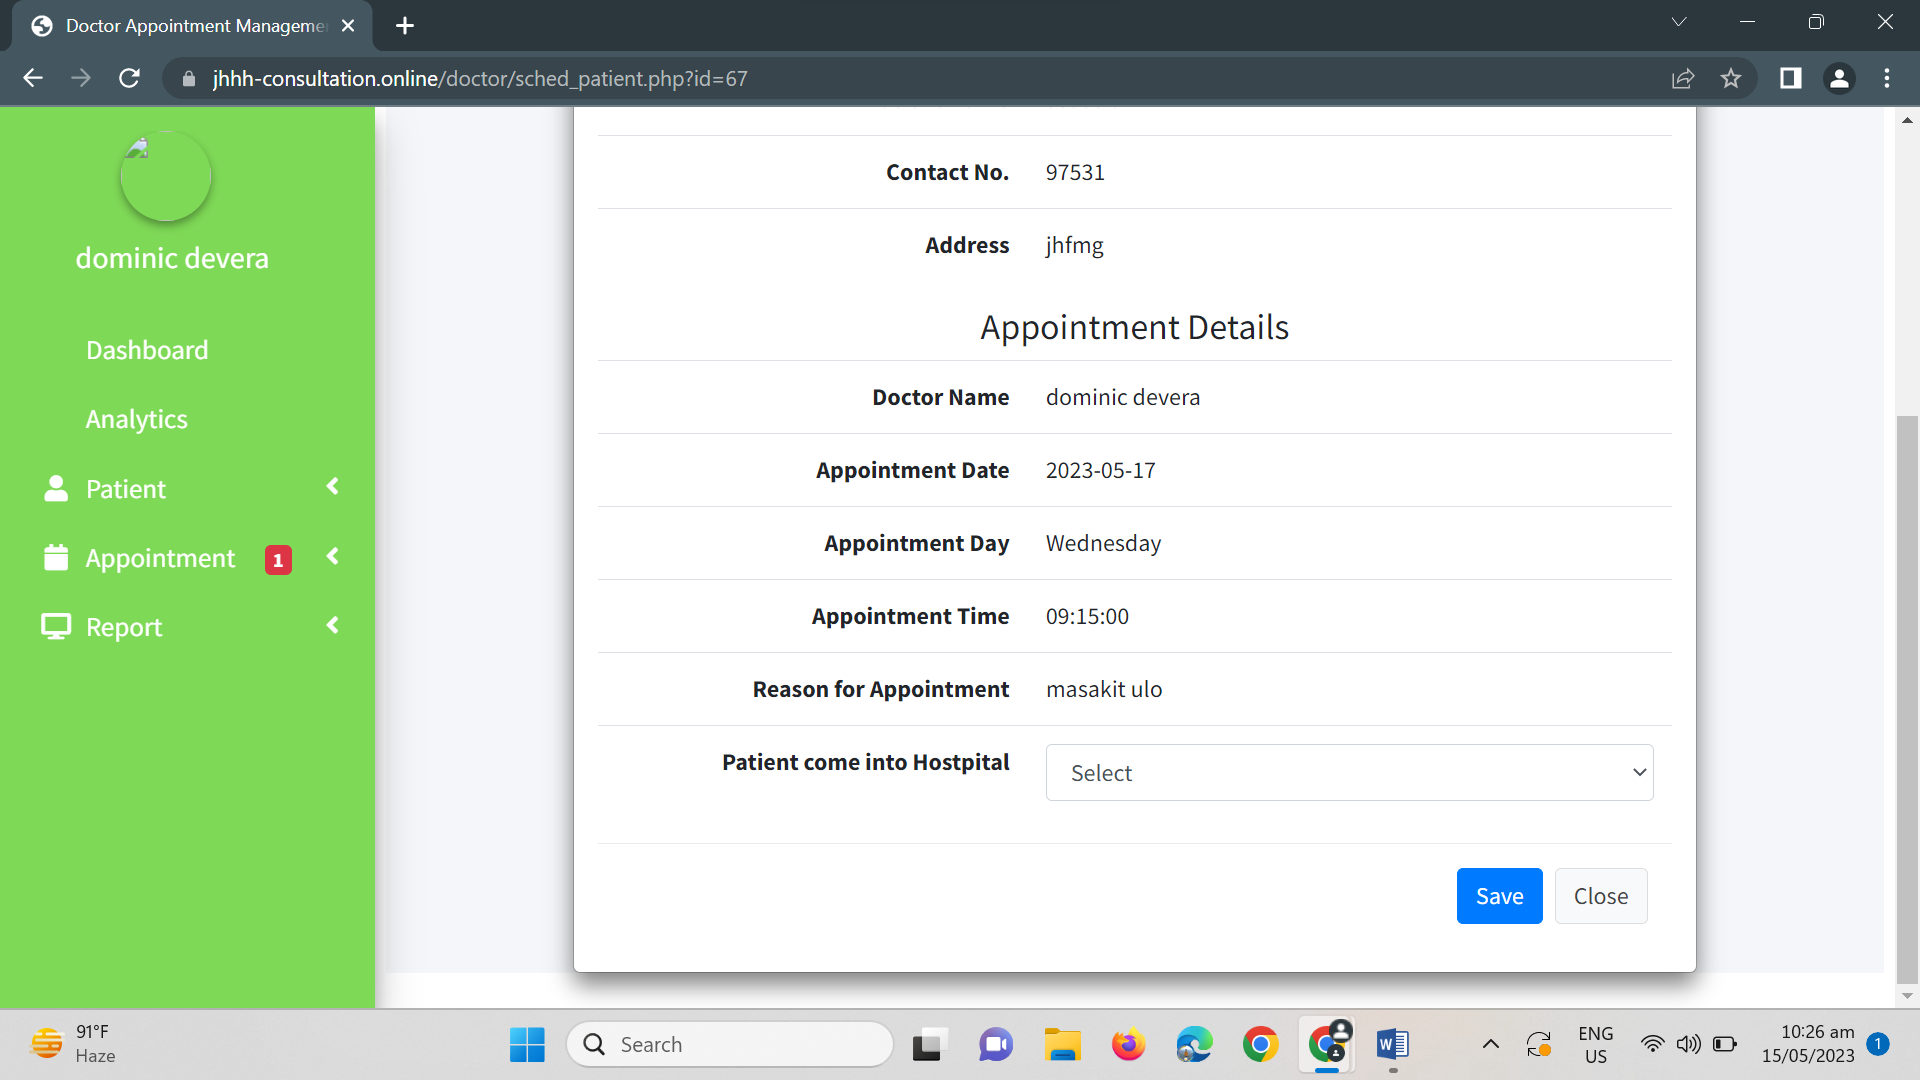 Doctor Appointment Manageme
jhhh-consultation.online/doctor/sched_patient.php?id=67
dominic devera
Dashboard
Analytics
Patient
Appointment 1
Report
Contact No. 97531
Address jhfmg
Appointment Details
Doctor Name dominic devera
Appointment Date 2023-05-17
Appointment Day Wednesday
Appointment Time 09:15:00
Reason for Appointment masakit ulo
Patient come into Hostpital Select
Save Close
91°F
Haze
Search
W
ENG
US
10:26 am
15/05/2023
1